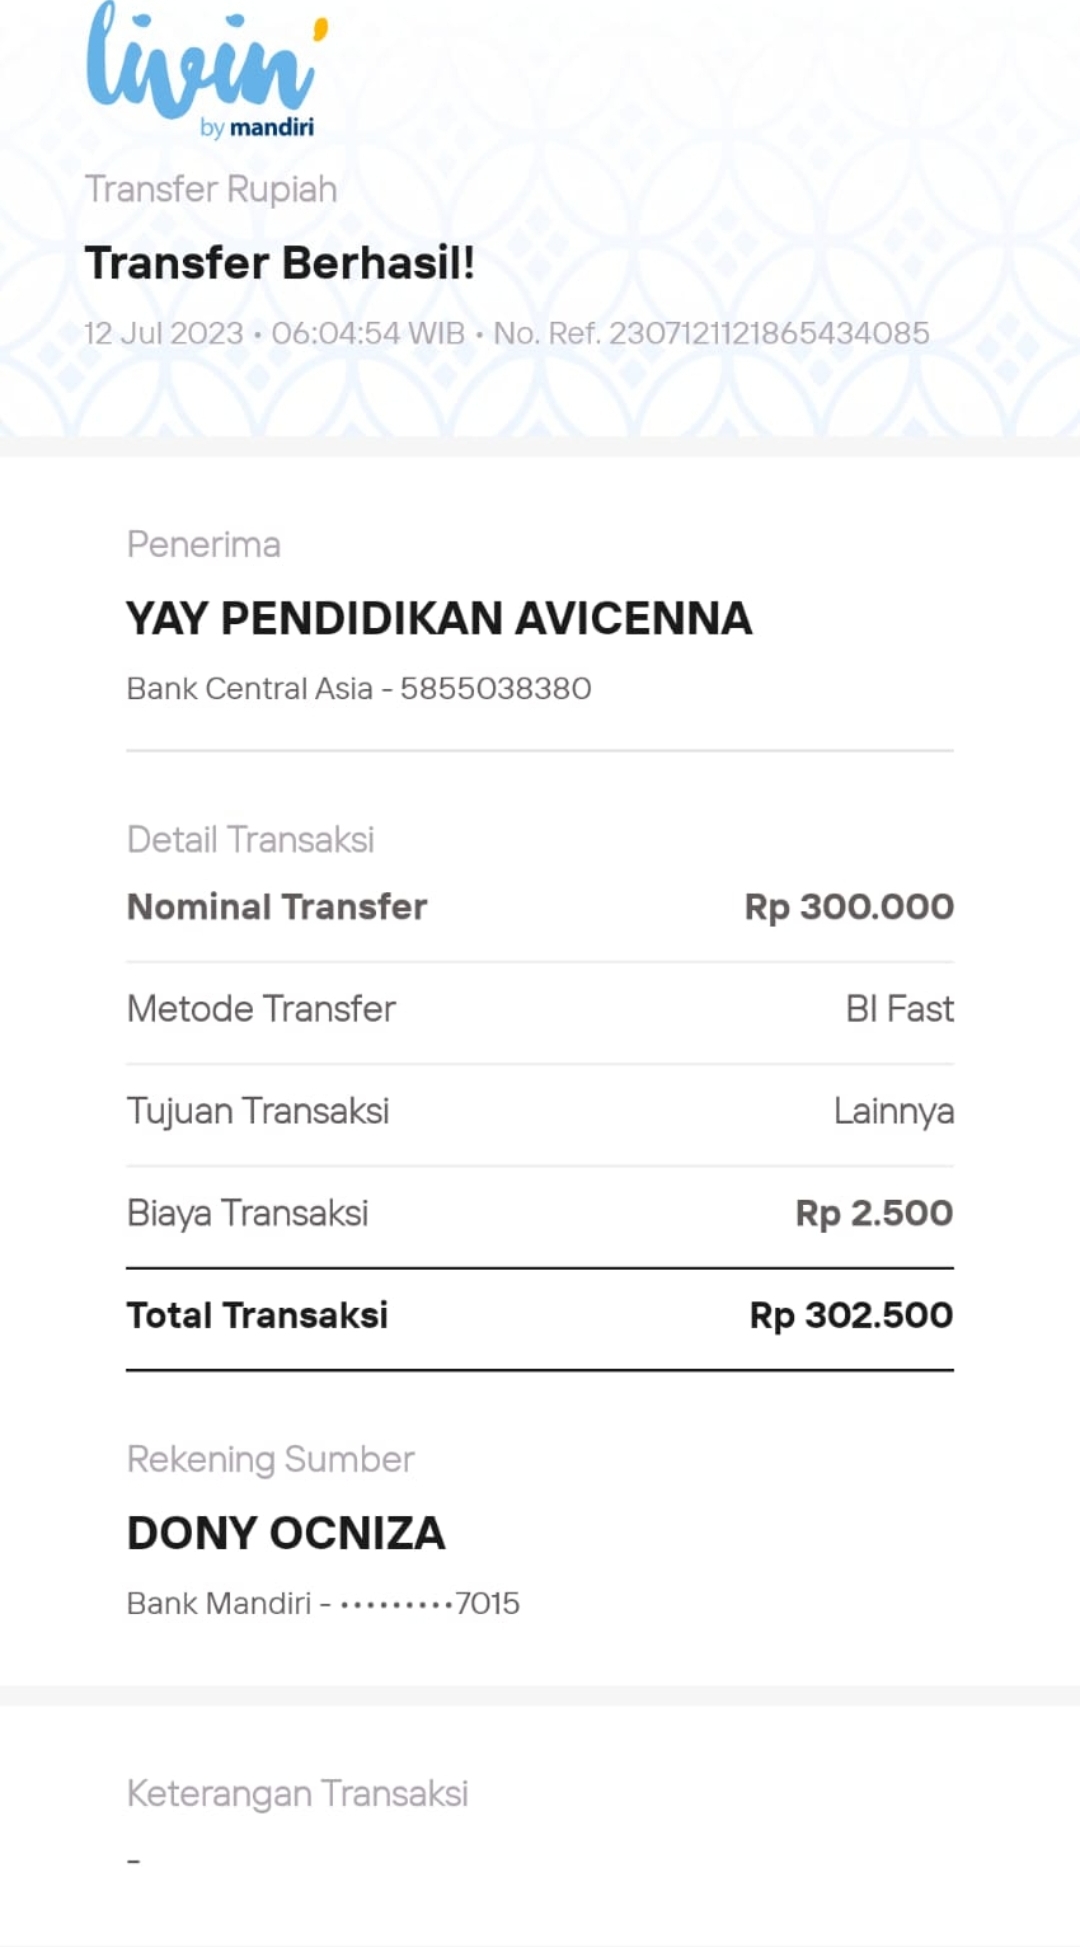 livin'
by mandiri
Transfer Rupiah
Transfer Berhasil!
12 Jul 2023 • 06:04:54 WIB • No. Ref. 2307121121865434085
Penerima
YAY PENDIDIKAN AVICENNA
Bank Central Asia - 5855038380
Detail Transaksi
Nominal Transfer Rp 300.000
Metode Transfer BI Fast
Tujuan Transaksi Lainnya
Biaya Transaksi Rp 2.500
Total Transaksi Rp 302.500
Rekening Sumber
DONY OCNIZA
Bank Mandiri - •••••••••7015
Keterangan Transaksi
-